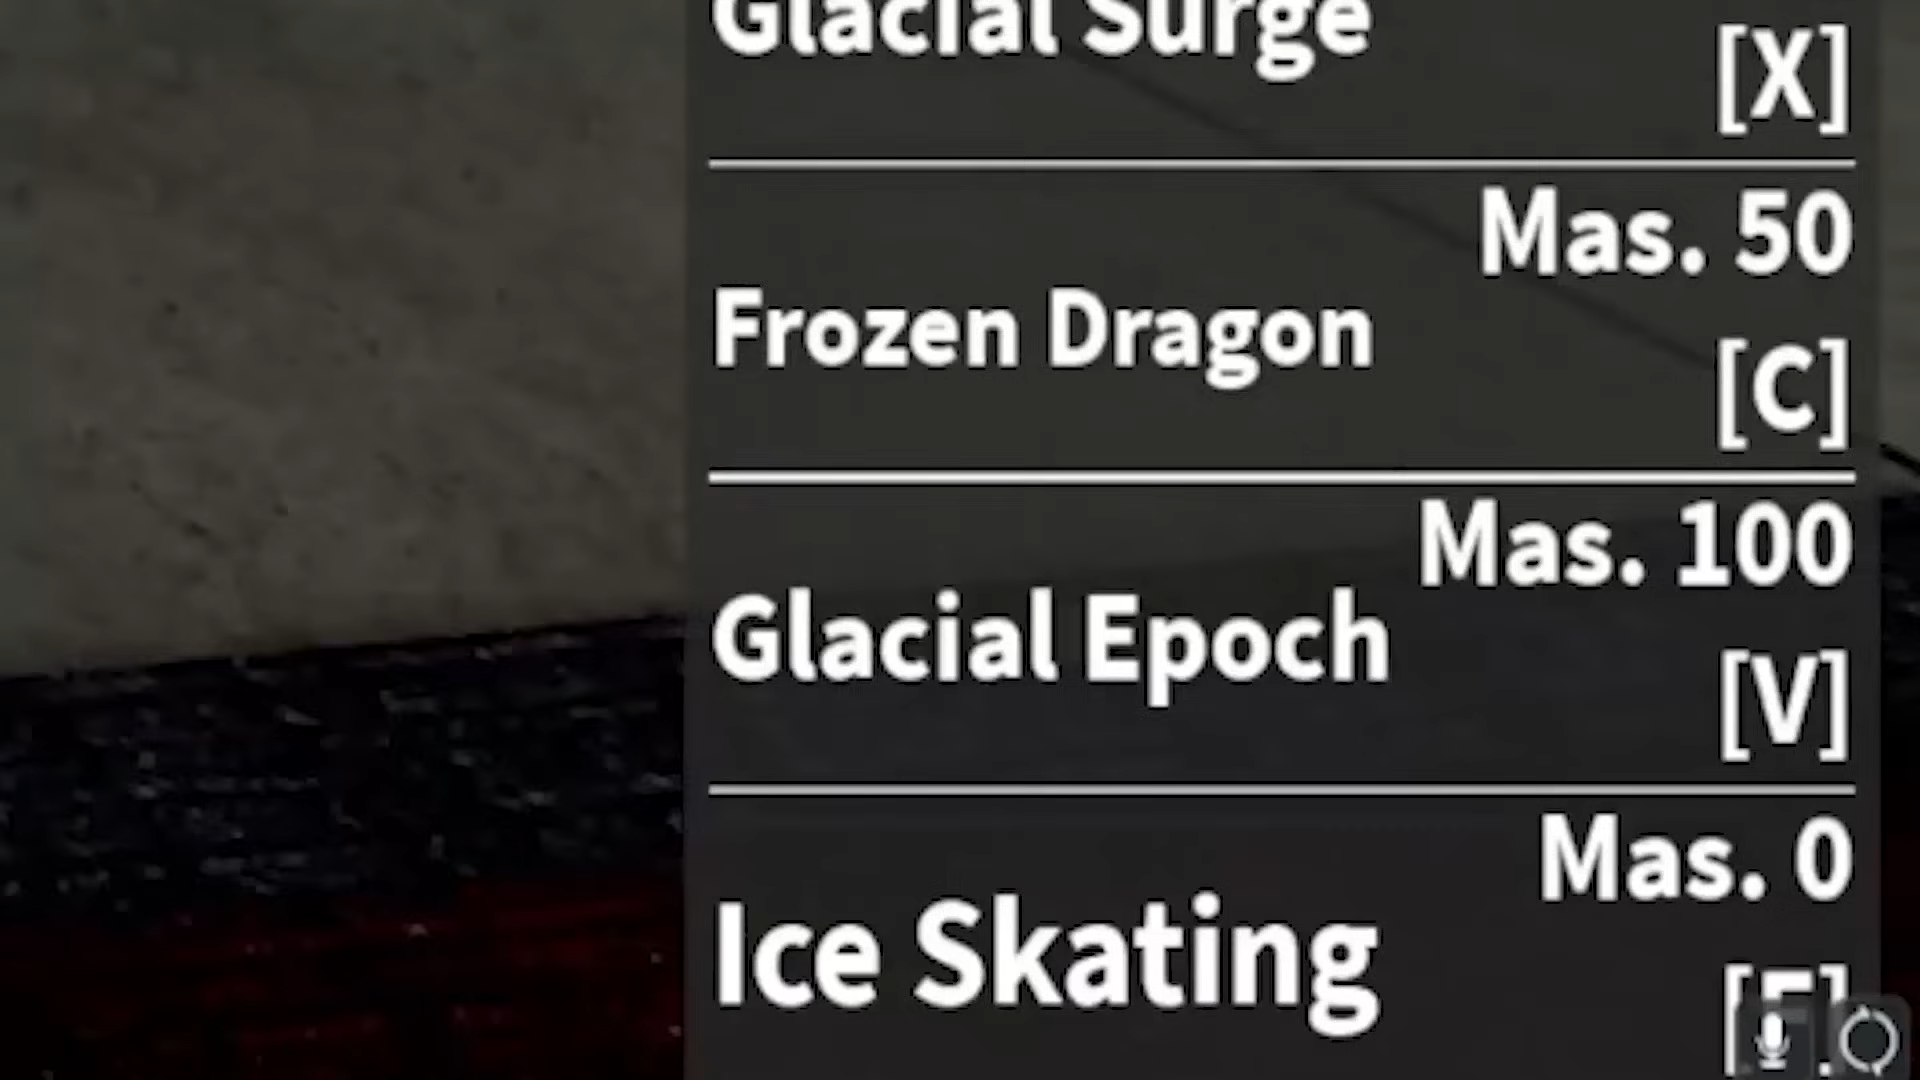 Glacial Surge
[X]
Mas. 50
Frozen Dragon
[C]
Mas. 100
Glacial Epoch
[V]
Mas. 0
Ice Skating